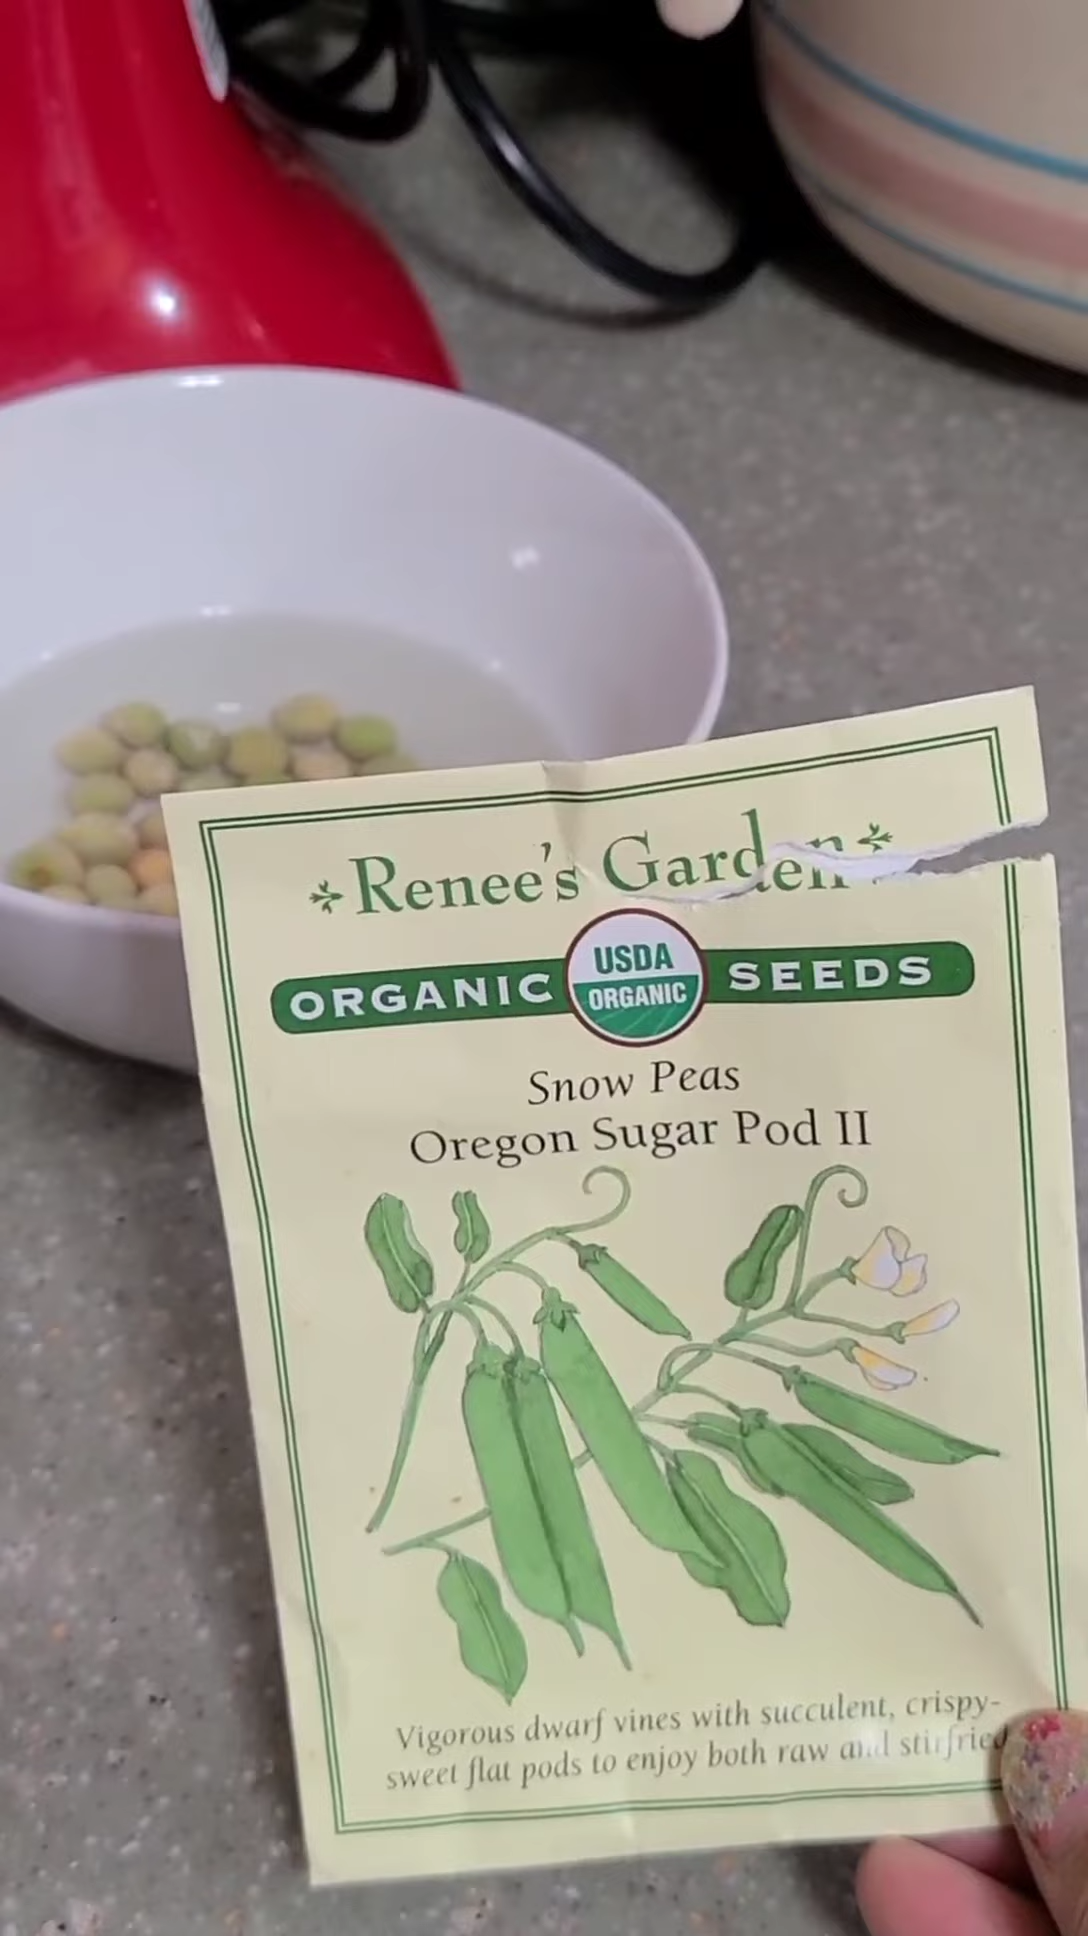 Renee's Garden
ORGANIC USDA ORGANIC SEEDS
Snow Peas
Oregon Sugar Pod II
Vigorous dwarf vines with succulent, crispy-
sweet flat pods to enjoy both raw and stirfried